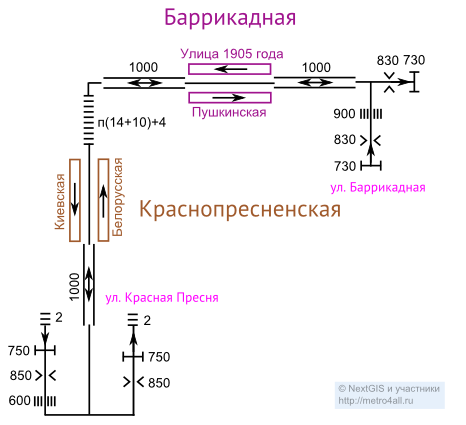 Баррикадная
Улица 1905 года
1000
1000
830 730
Пушкинская
п(14+10)+4
900
830
730
ул. Баррикадная
Киевская
Белорусская
Краснопресненская
1000
ул. Красная Пресня
2
2
750
750
850
850
600
© NextGIS и участники
http://metro4all.ru